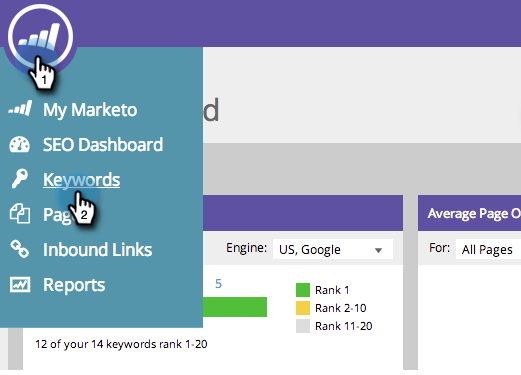 1
My Marketo
d
SEO Dashboard
Keywords
2
Inbound Links
Reports
Average Page O
Engine: US, Google
For: All Pages
5
Rank 1
Rank 2-10
Rank 11-20
12 of your 14 keywords rank 1-20